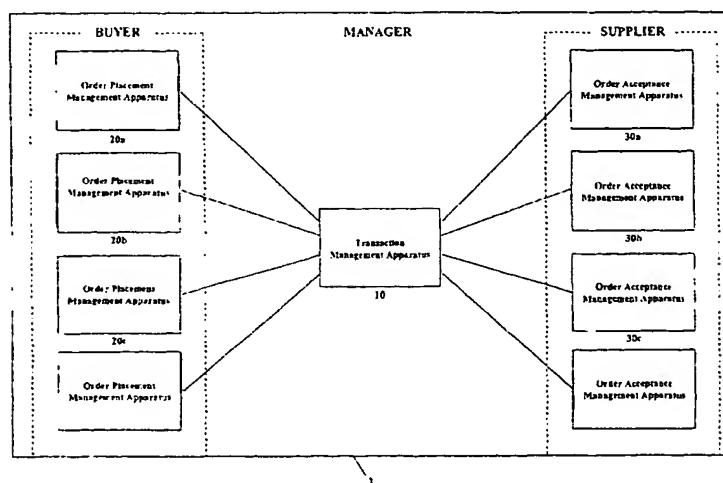 BUYER
MANAGER
SUPPLIER
Order Placement
Management Apparatus
20a
Order Placement
Management Apparatus
20b
Order Placement
Management Apparatus
20c
Order Placement
Management Apparatus
Transaction
Management Apparatus
10
Order Acceptance
Management Apparatus
30a
Order Acceptance
Management Apparatus
30b
Order Acceptance
Management Apparatus
30c
Order Acceptance
Management Apparatus